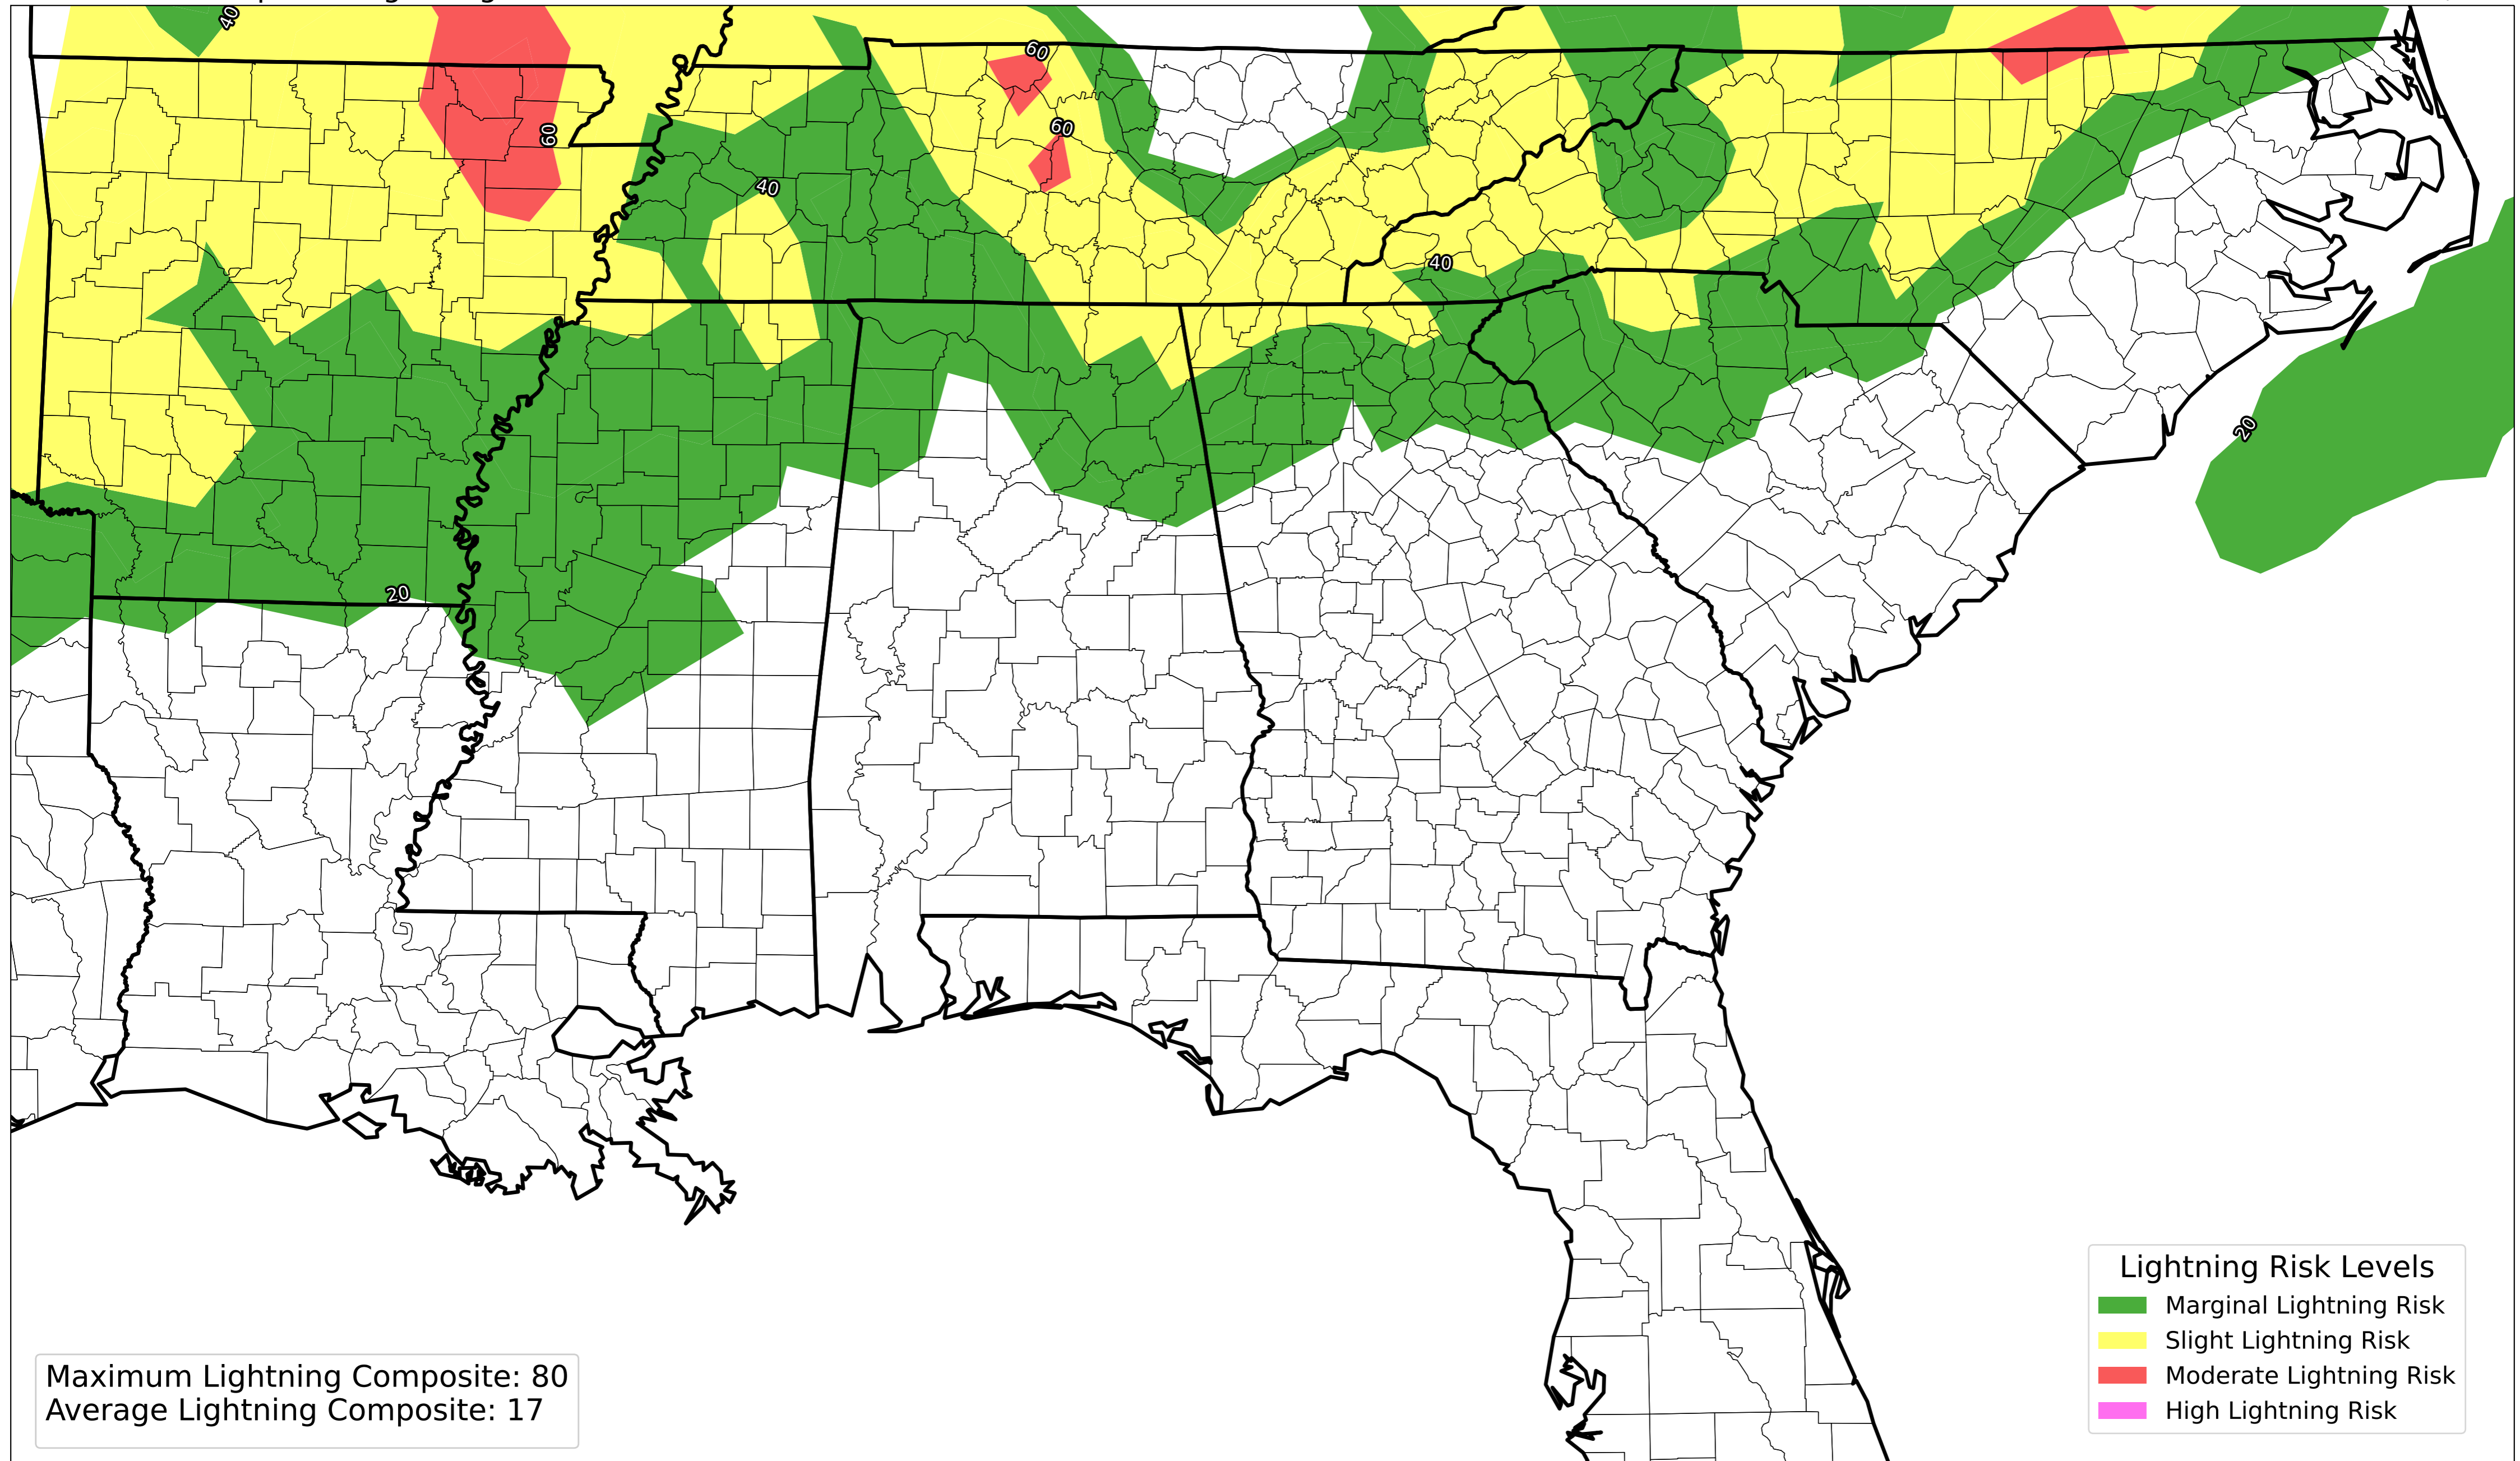 40
60
60
60
40
40
20
20
Lightning Risk Levels
Marginal Lightning Risk
Slight Lightning Risk
Moderate Lightning Risk
High Lightning Risk
Maximum Lightning Composite: 80
Average Lightning Composite: 17